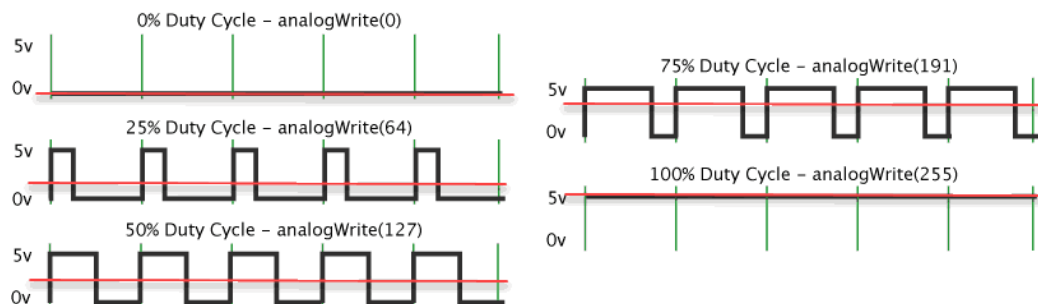 0% Duty Cycle – analogWrite(0)
5v
0v
25% Duty Cycle – analogWrite(64)
5v
0v
50% Duty Cycle – analogWrite(127)
5v
0v
75% Duty Cycle – analogWrite(191)
5v
0v
100% Duty Cycle – analogWrite(255)
5v
0v